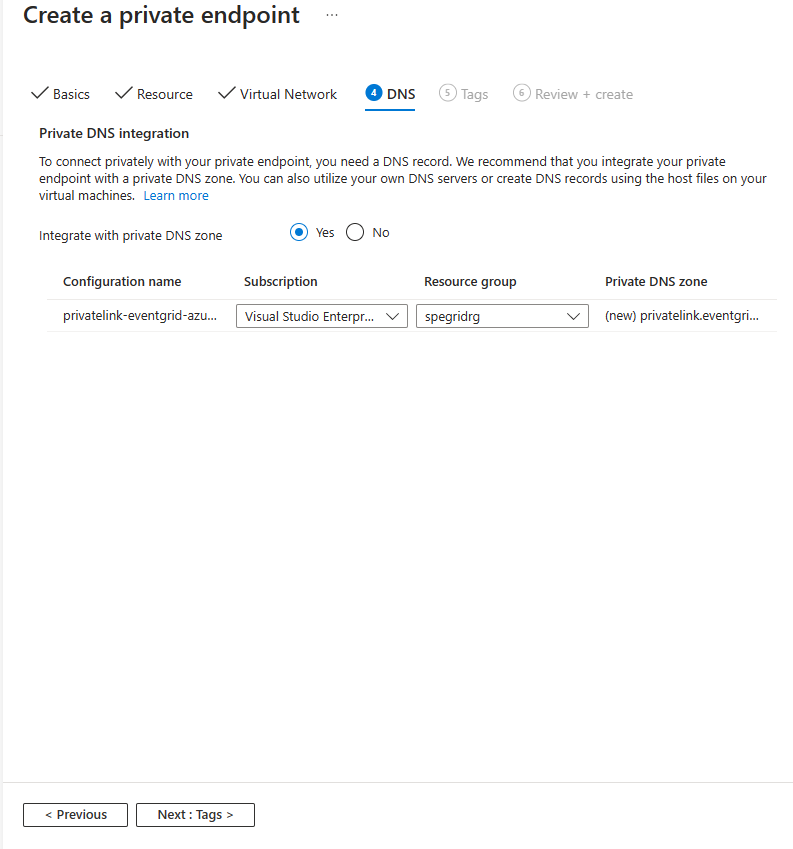 Create a private endpoint ...
Basics Resource Virtual Network 4 DNS 5 Tags 6 Review + create
Private DNS integration
To connect privately with your private endpoint, you need a DNS record. We recommend that you integrate your private
endpoint with a private DNS zone. You can also utilize your own DNS servers or create DNS records using the host files on your
virtual machines. Learn more
Integrate with private DNS zone Yes No
Configuration name Subscription Resource group Private DNS zone
privatelink-eventgrid-azu... Visual Studio Enterpr... spegridrg (new) privatelink.eventgri...
< Previous Next : Tags >